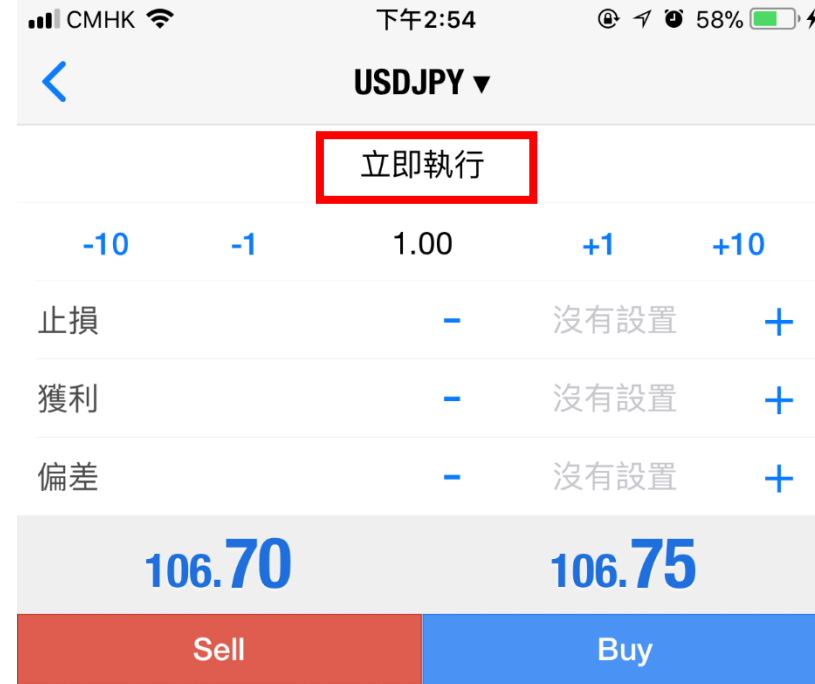 CMHK 下午2:54 58%
USDJPY ▾
立即執行
-10 -1 1.00 +1 +10
止損 - 沒有設置 +
獲利 - 沒有設置 +
偏差 - 沒有設置 +
106.70 106.75
Sell Buy